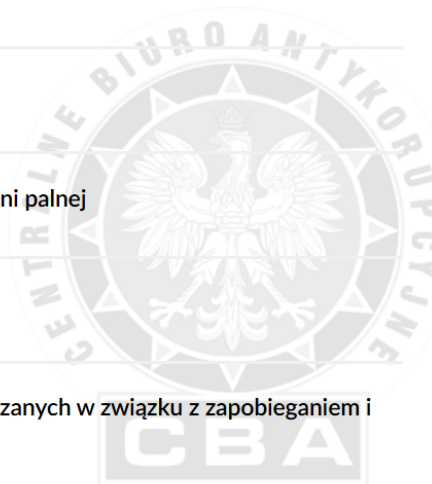 CENTRALNE BIURO ANTYKORUPCYJNE
ni palnej
zanych w związku z zapobieganiem i
CBA